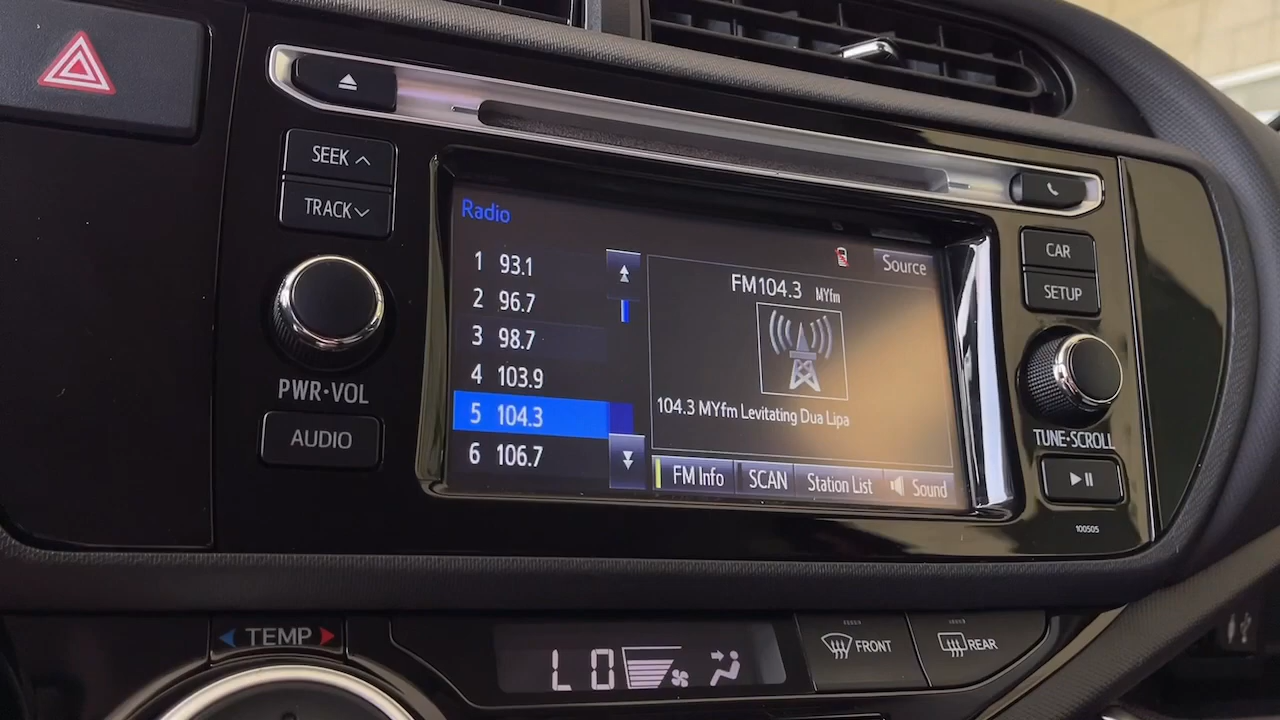 SEEK
TRACK
PWR·VOL
AUDIO
Radio
1 93.1
2 96.7
3 98.7
4 103.9
5 104.3
6 106.7
Source
FM104.3 MYfm
104.3 MYfm Levitating Dua Lipa
FM Info SCAN Station List Sound
CAR
SETUP
TUNE·SCROLL
100505
TEMP
LO
FRONT
REAR